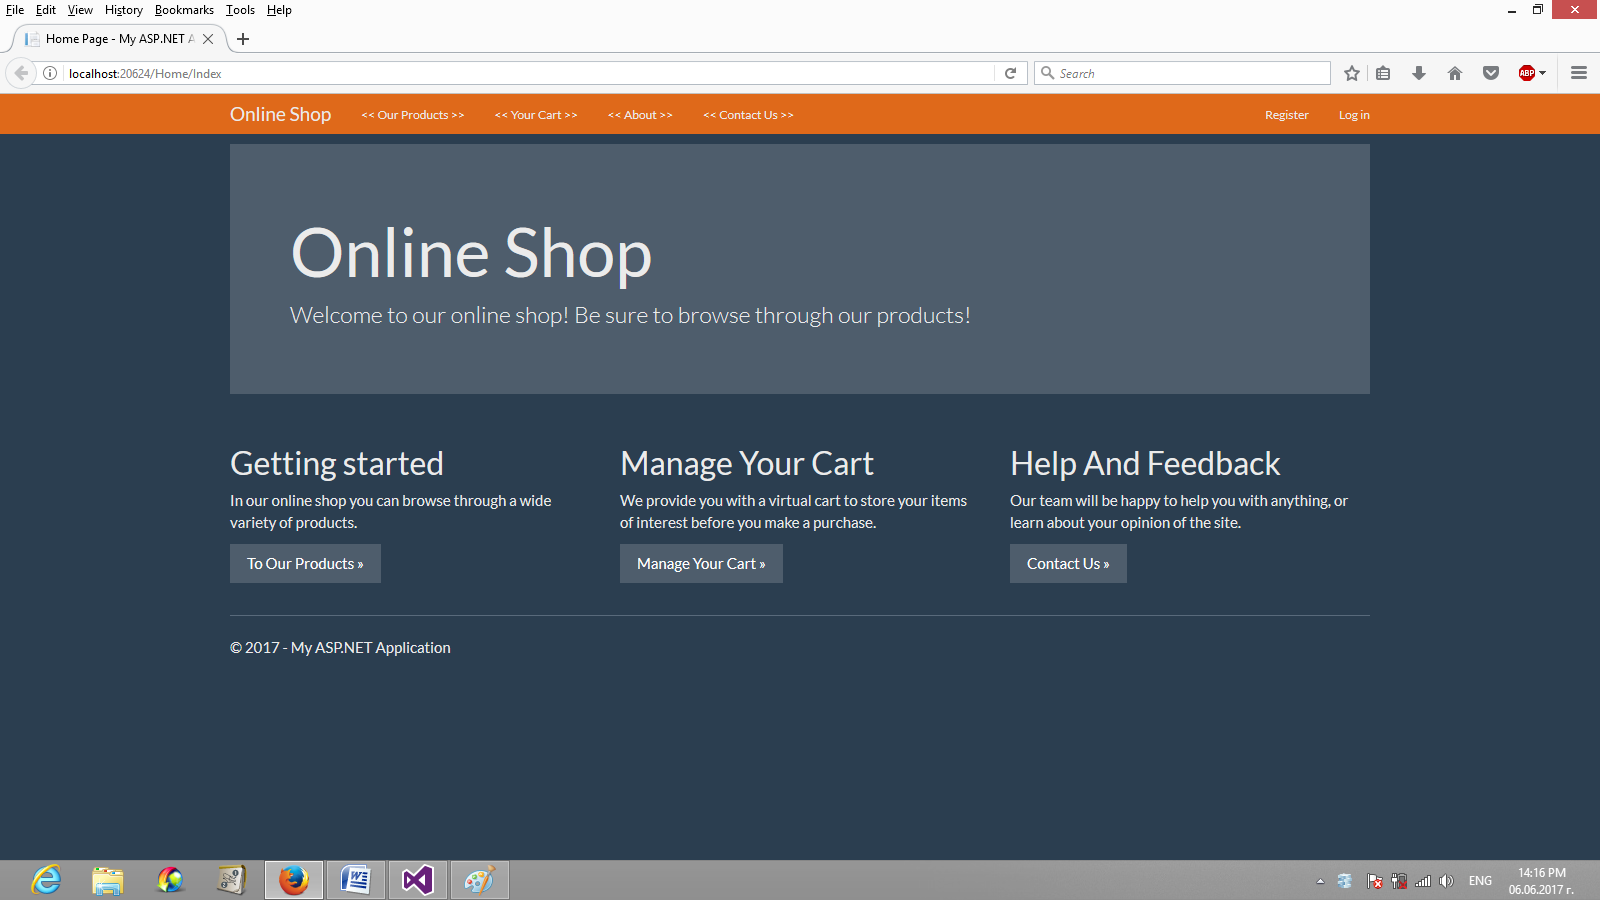 File Edit View History Bookmarks Tools Help
Home Page - My ASP.NET A
localhost:20624/Home/Index
Search
ABP
Online Shop << Our Products >> << Your Cart >> << About >> << Contact Us >> Register Log in
Online Shop
Welcome to our online shop! Be sure to browse through our products!
Getting started
In our online shop you can browse through a wide
variety of products.
To Our Products »
Manage Your Cart
We provide you with a virtual cart to store your items
of interest before you make a purchase.
Manage Your Cart »
Help And Feedback
Our team will be happy to help you with anything, or
learn about your opinion of the site.
Contact Us »
© 2017 - My ASP.NET Application
ENG
14:16 PM
06.06.2017 г.